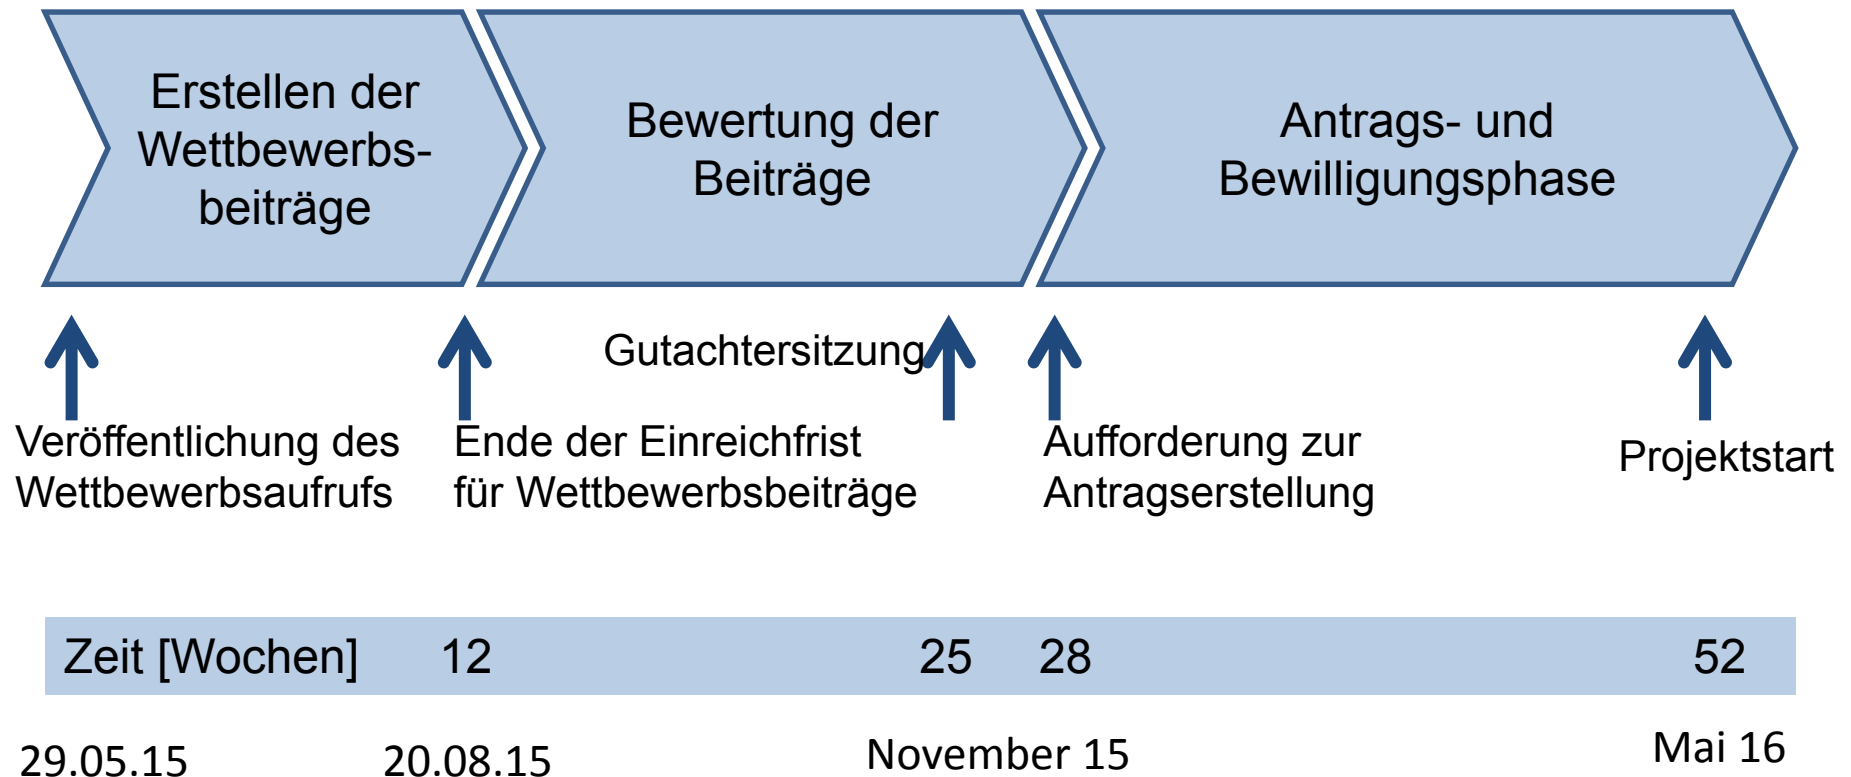 Erstellen der
Wettbewerbs-
beiträge
Bewertung der
Beiträge
Antrags- und
Bewilligungsphase
Gutachtersitzung
Veröffentlichung des
Wettbewerbsaufrufs
Ende der Einreichfrist
für Wettbewerbsbeiträge
Aufforderung zur
Antragserstellung
Projektstart
Zeit [Wochen] 12 25 28 52
29.05.15 20.08.15 November 15 Mai 16